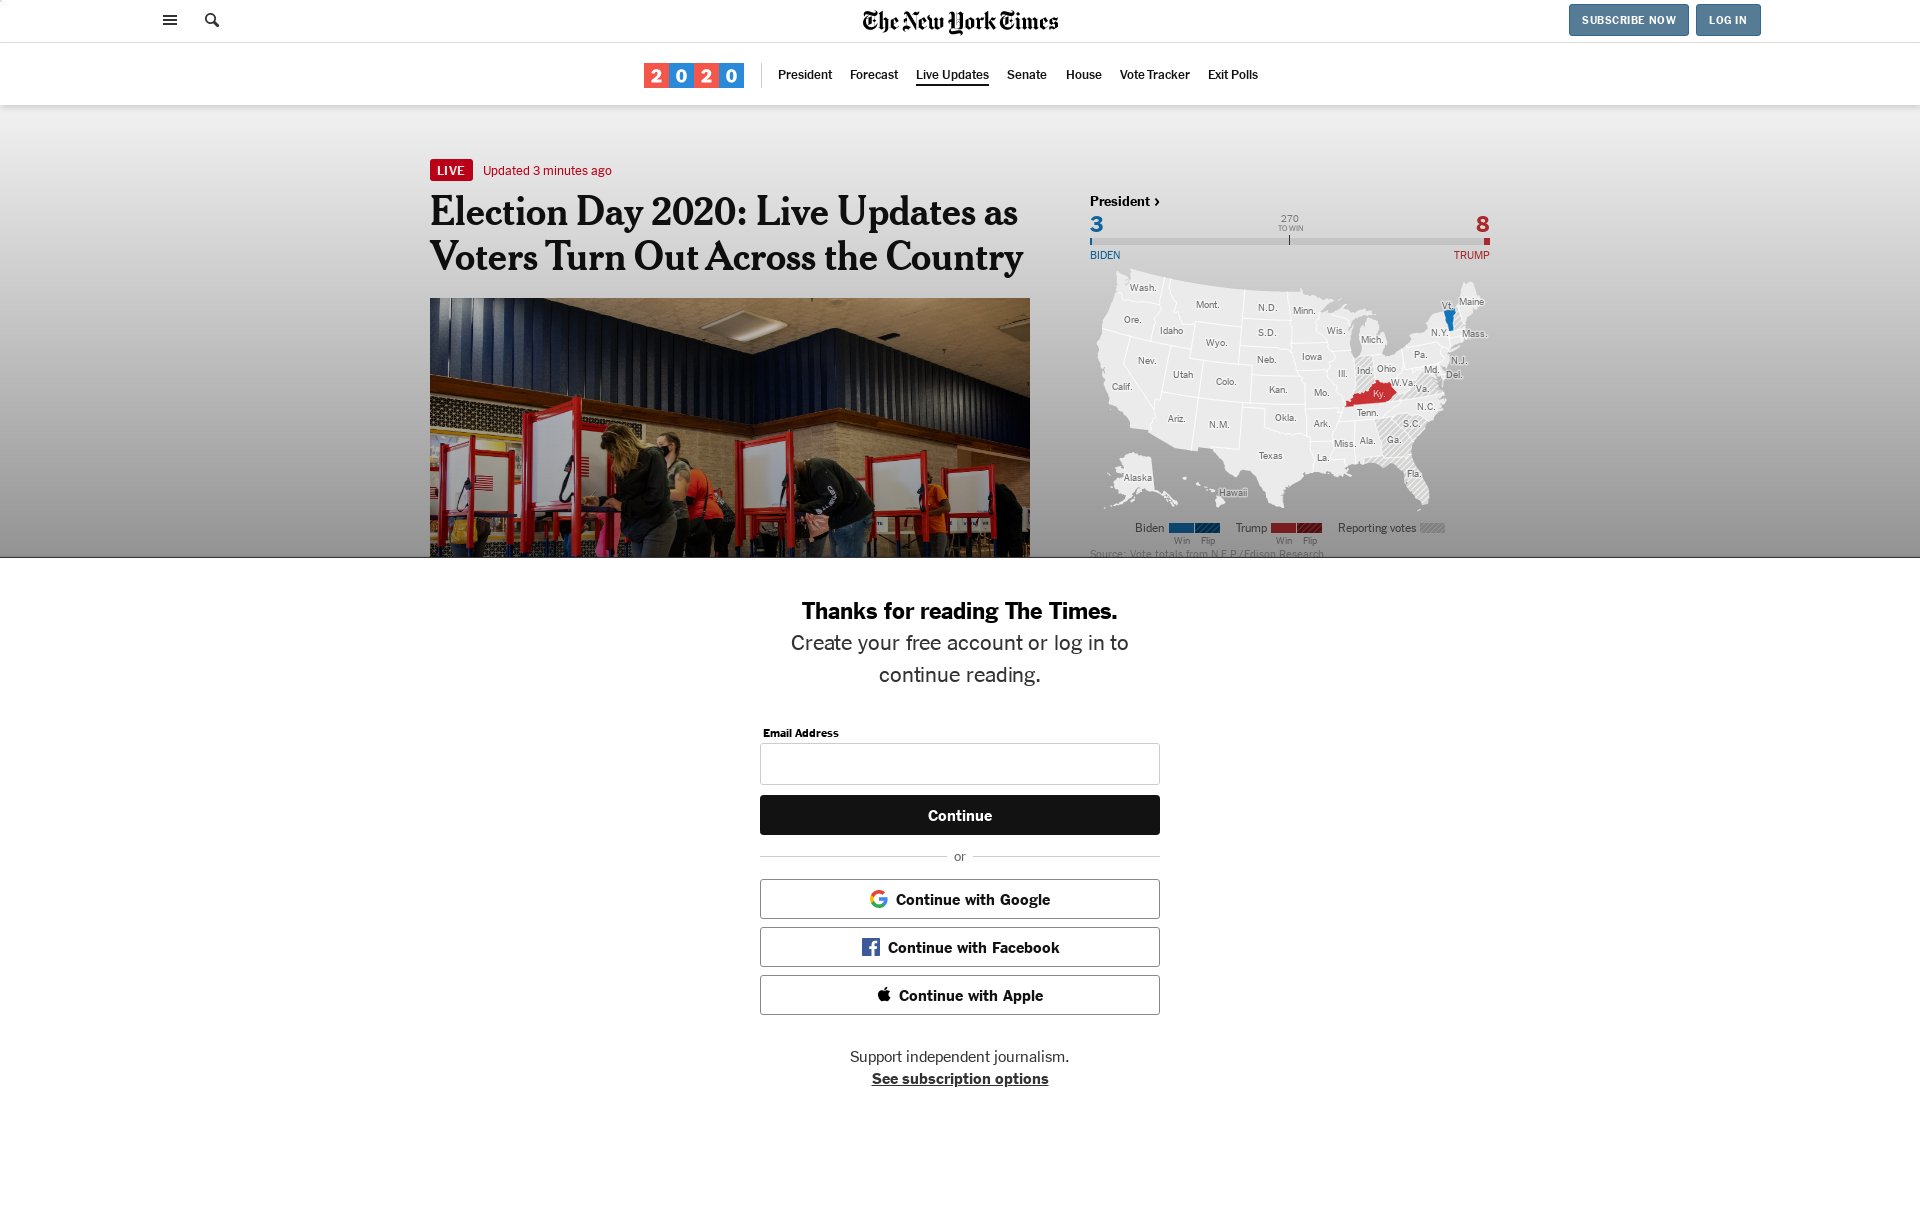 The New York Times
SUBSCRIBE NOW
LOG IN
2020
President
Forecast
Live Updates
Senate
House
Vote Tracker
Exit Polls
LIVE
Updated 3 minutes ago
Election Day 2020: Live Updates as
Voters Turn Out Across the Country
President ›
3
270
TO WIN
8
BIDEN
TRUMP
Wash.
Mont.
N.D.
Minn.
Vt.
Maine
Ore.
Idaho
S.D.
Wis.
N.Y.
Mass.
Wyo.
Mich.
Nev.
Neb.
Iowa
Pa.
N.J.
Utah
Colo.
Ill.
Ind.
Ohio
Md.
Del.
Calif.
Kan.
Mo.
Ky.
W.Va.
Va.
Ariz.
N.M.
Okla.
Ark.
Tenn.
N.C.
S.C.
Texas
La.
Miss.
Ala.
Ga.
Fla.
Alaska
Hawaii
Biden
Trump
Reporting votes
Win
Flip
Win
Flip
Source: Vote totals from N.E.P./Edison Research
Thanks for reading The Times.
Create your free account or log in to
continue reading.
Email Address
Continue
or
Continue with Google
Continue with Facebook
Continue with Apple
Support independent journalism.
See subscription options